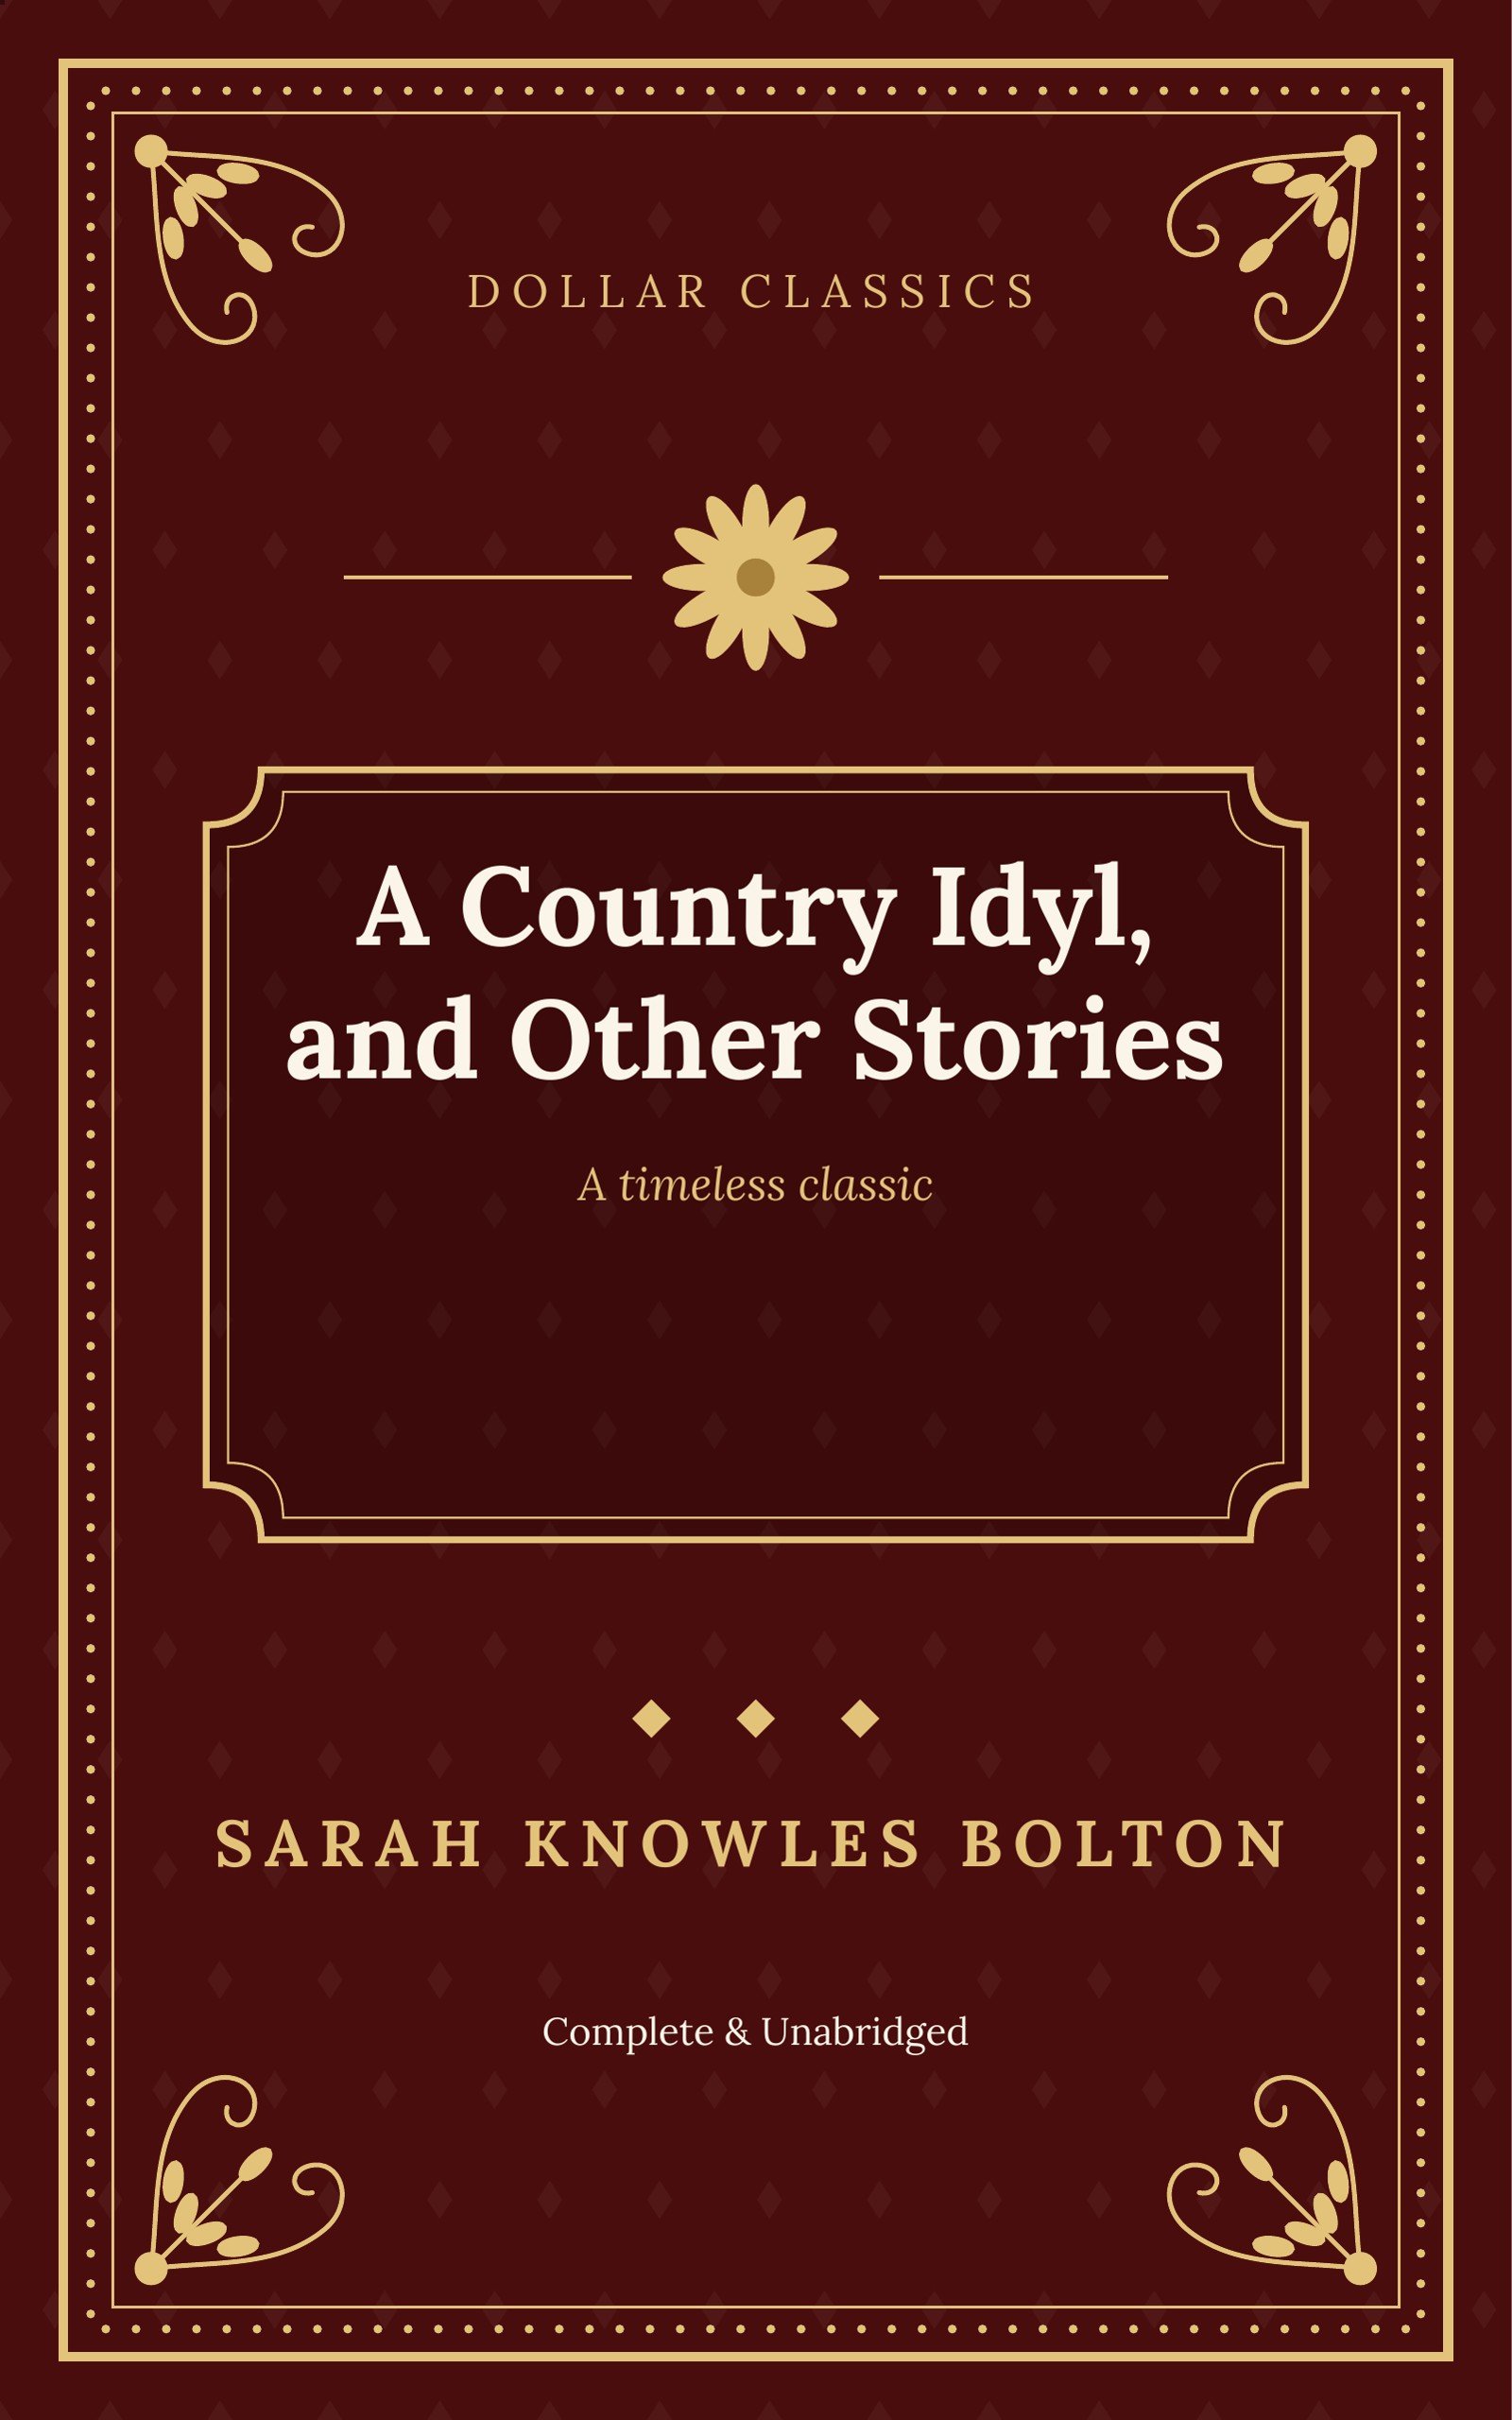 DOLLAR CLASSICS
A Country Idyl,
and Other Stories
A timeless classic
SARAH KNOWLES BOLTON
Complete & Unabridged